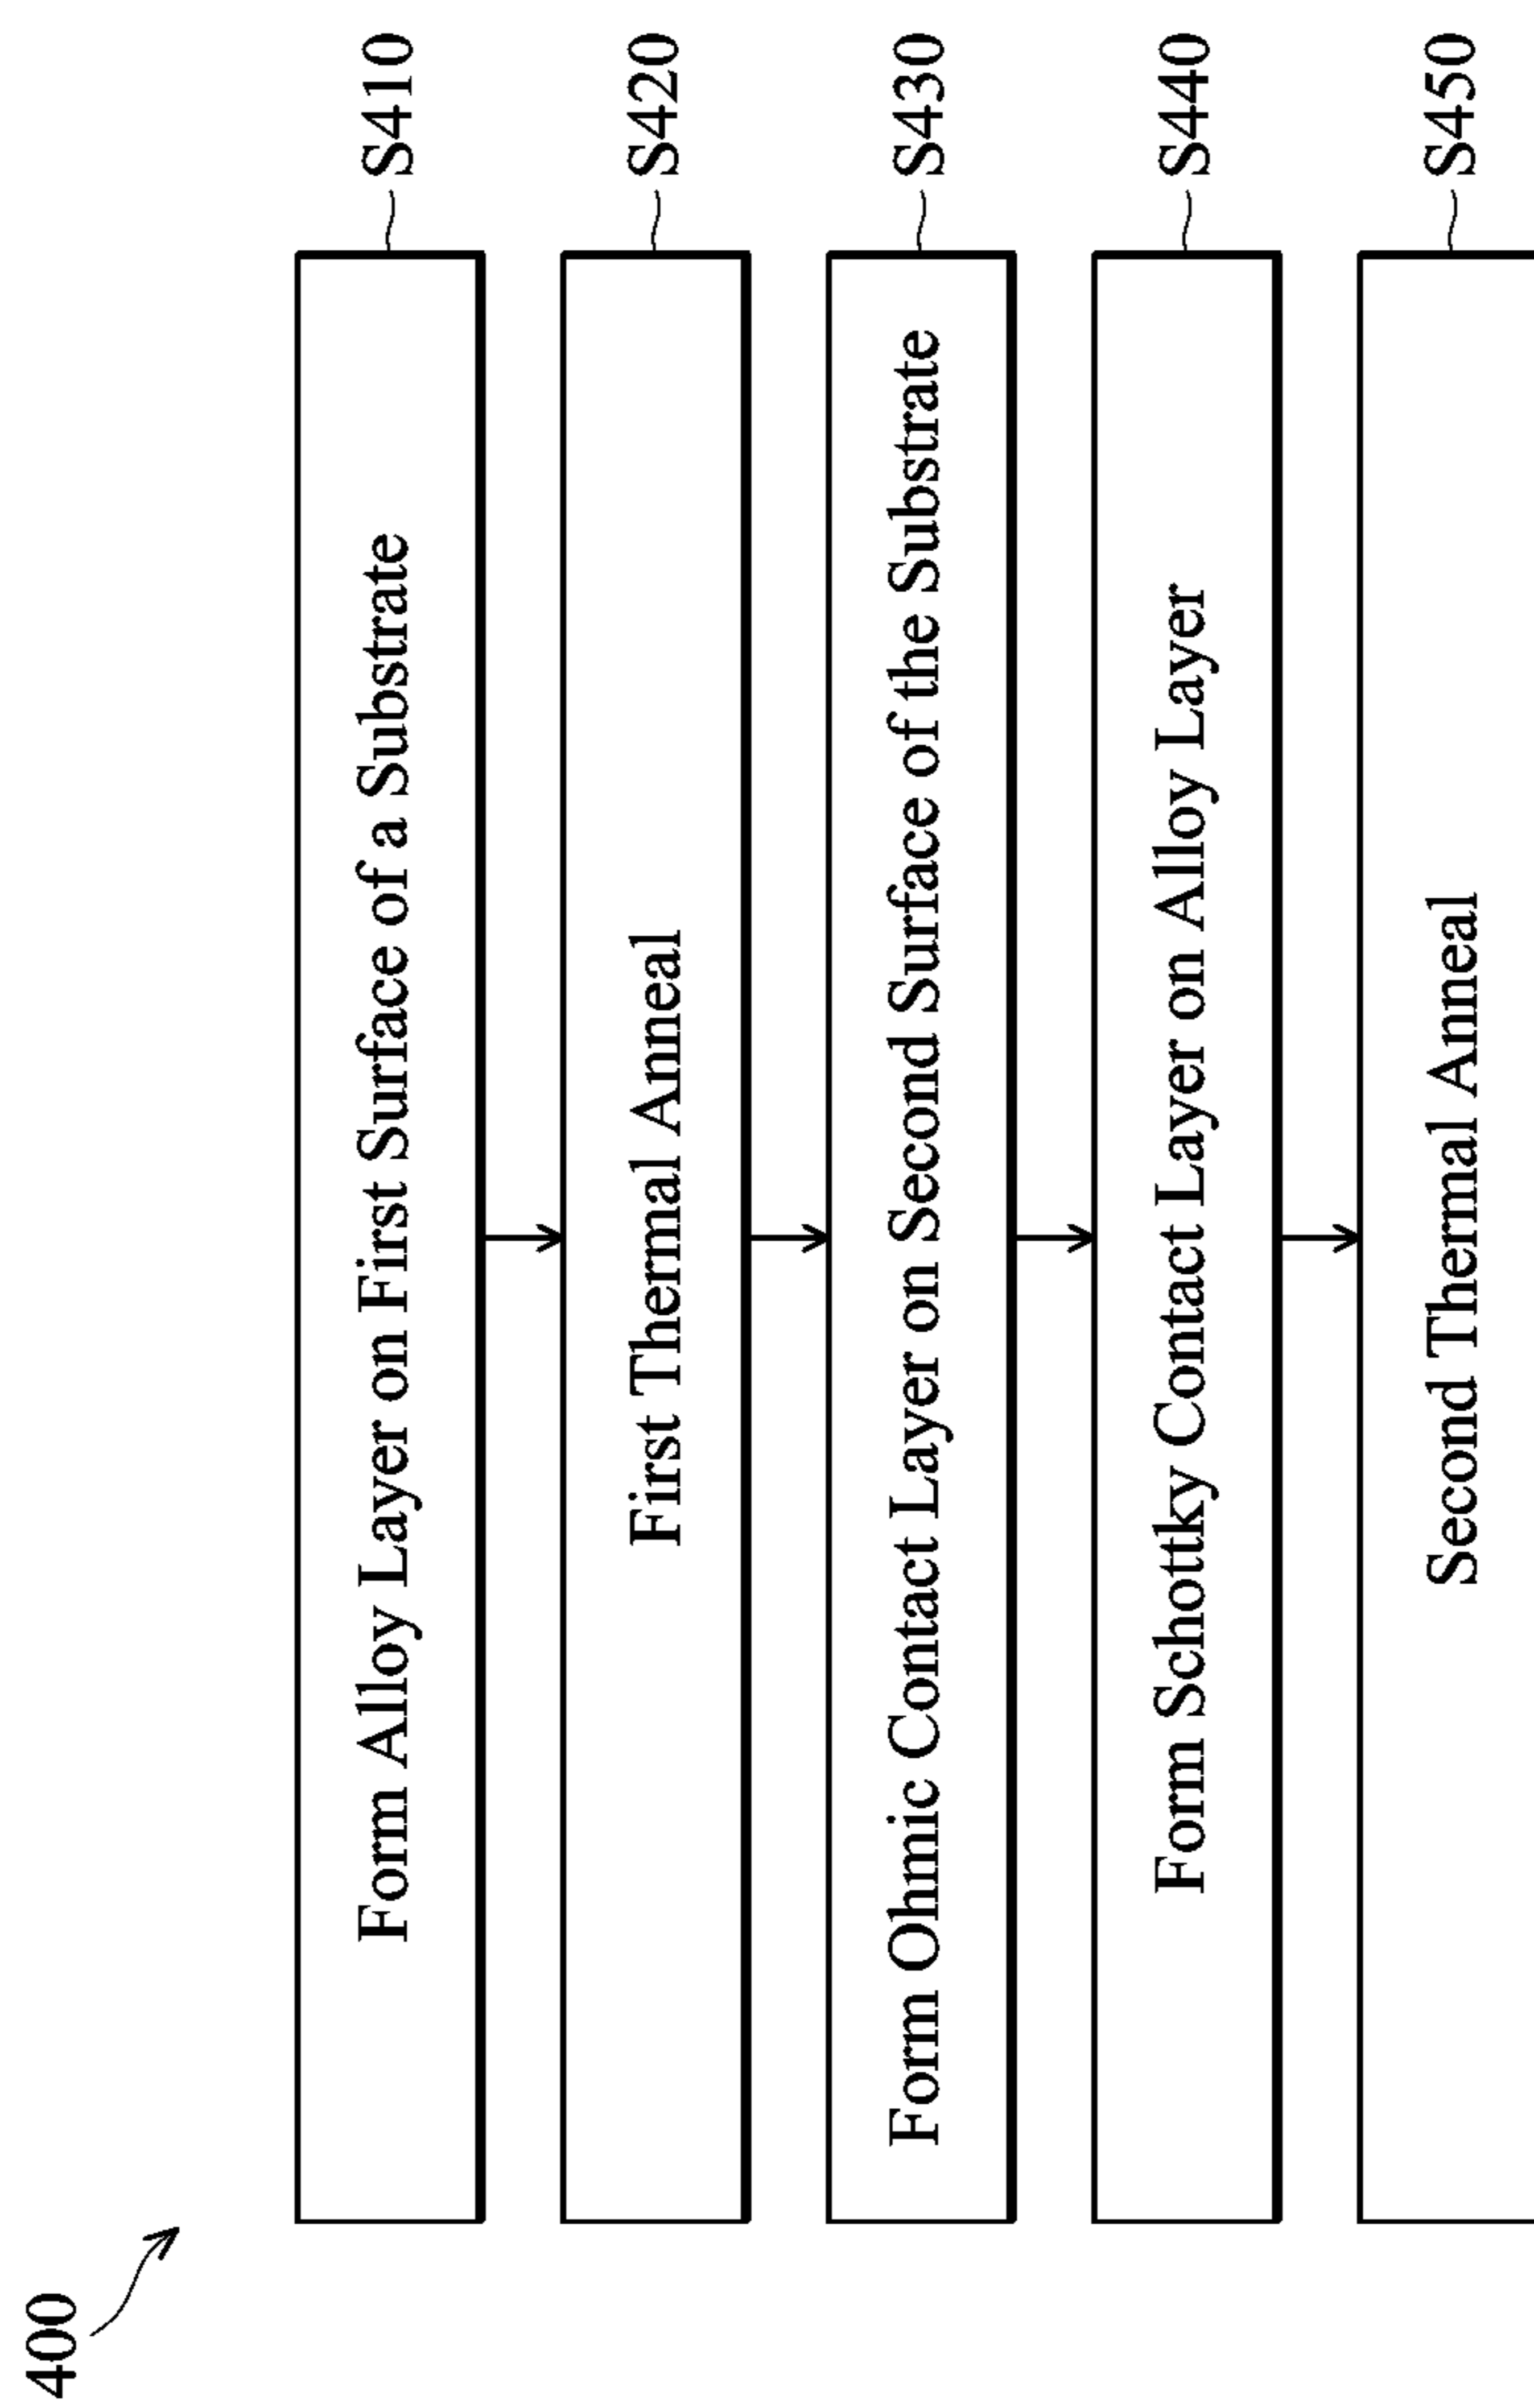 400
Form Alloy Layer on First Surface of a Substrate
S410
First Thermal Anneal
S420
Form Ohmic Contact Layer on Second Surface of the Substrate
S430
Form Schottky Contact Layer on Alloy Layer
S440
Second Thermal Anneal
S450